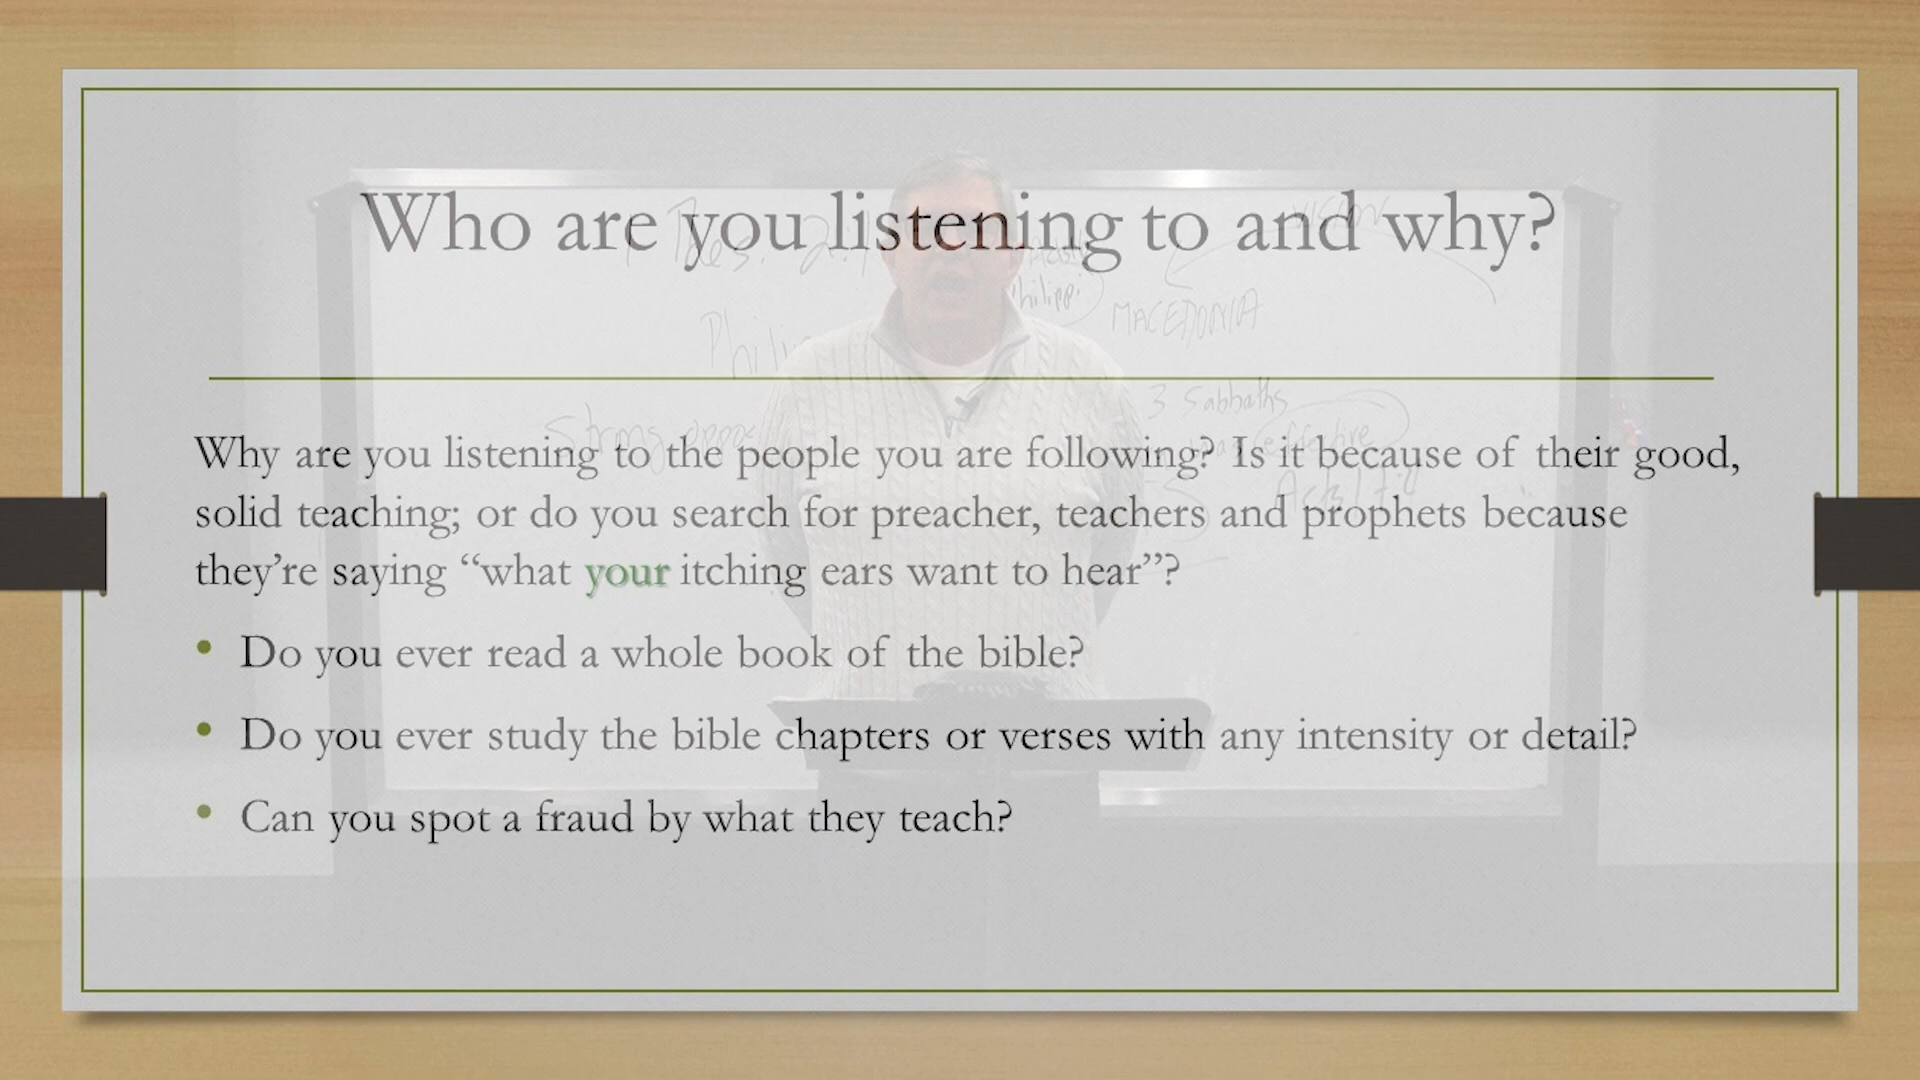 Who are you listening to and why?
Why are you listening to the people you are following? Is it because of their good,
solid teaching; or do you search for preacher, teachers and prophets because
they’re saying “what your itching ears want to hear”?
• Do you ever read a whole book of the bible?
• Do you ever study the bible chapters or verses with any intensity or detail?
• Can you spot a fraud by what they teach?
VISION
MACEDONIA
3 Sabbaths